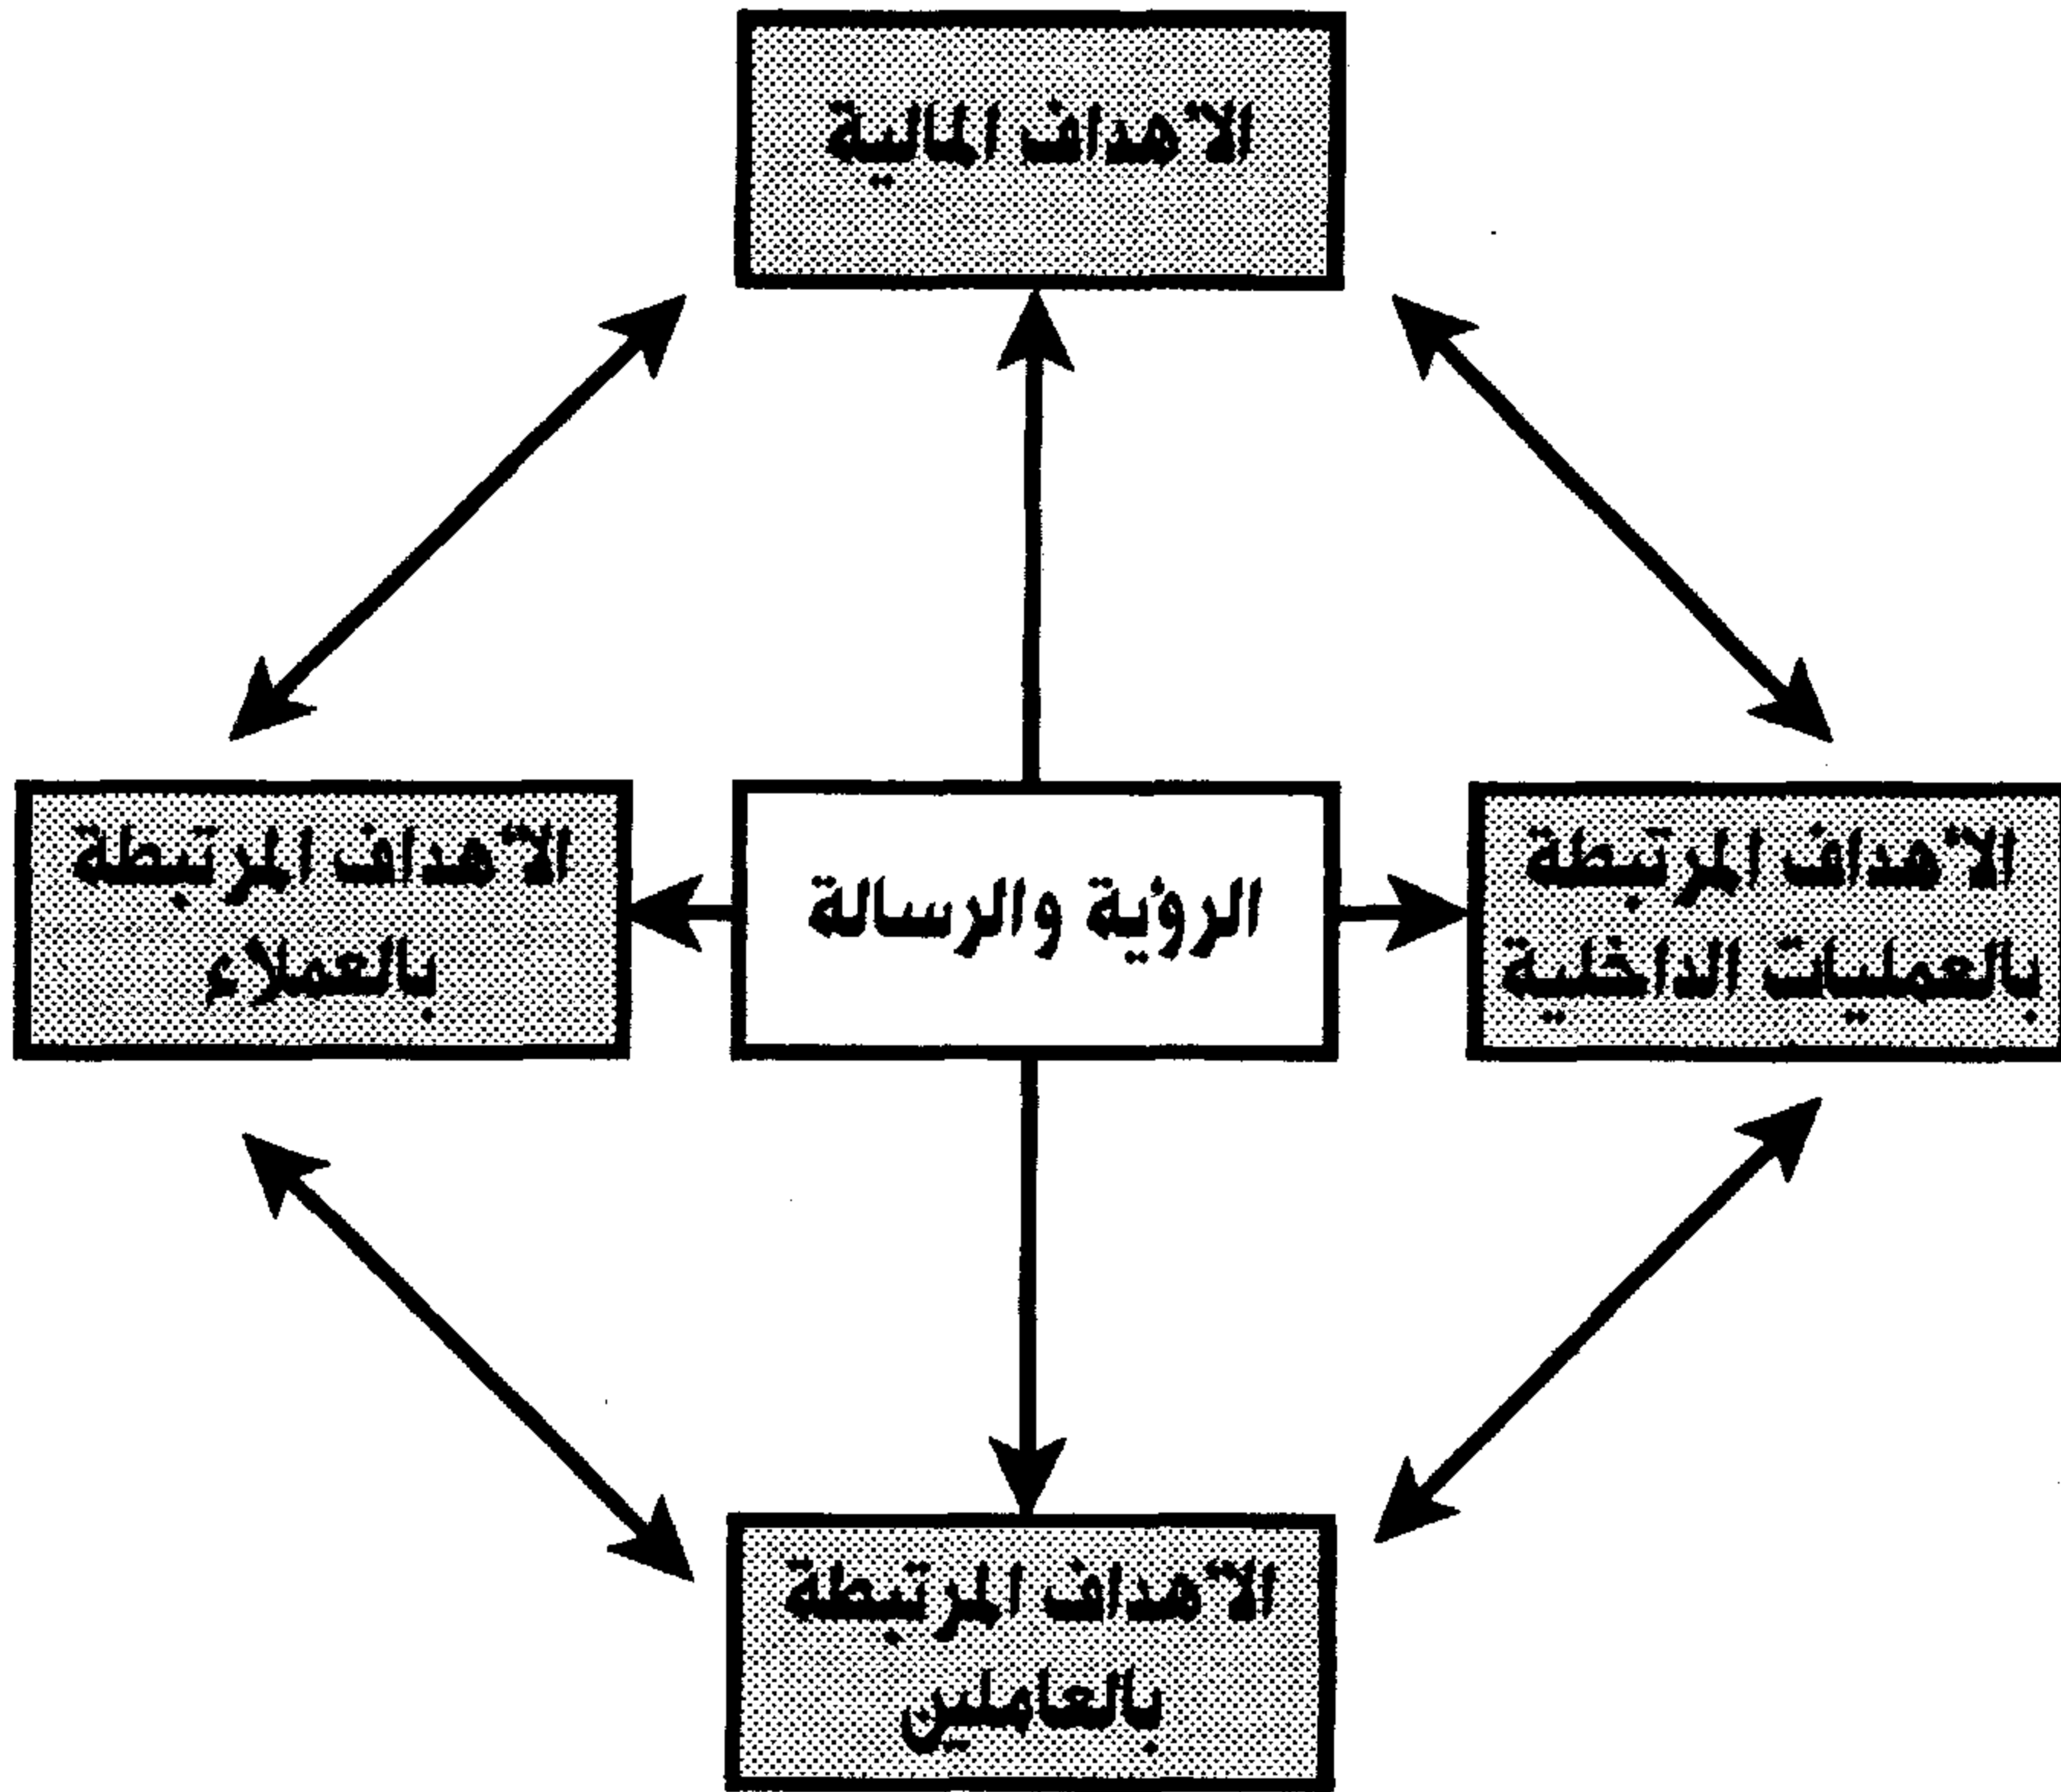 الأهداف المالية
الأهداف المرتبطة
بالعمليات الداخلية
الرؤية والرسالة
الأهداف المرتبطة
بالعملاء
الأهداف المرتبطة
بالعاملين